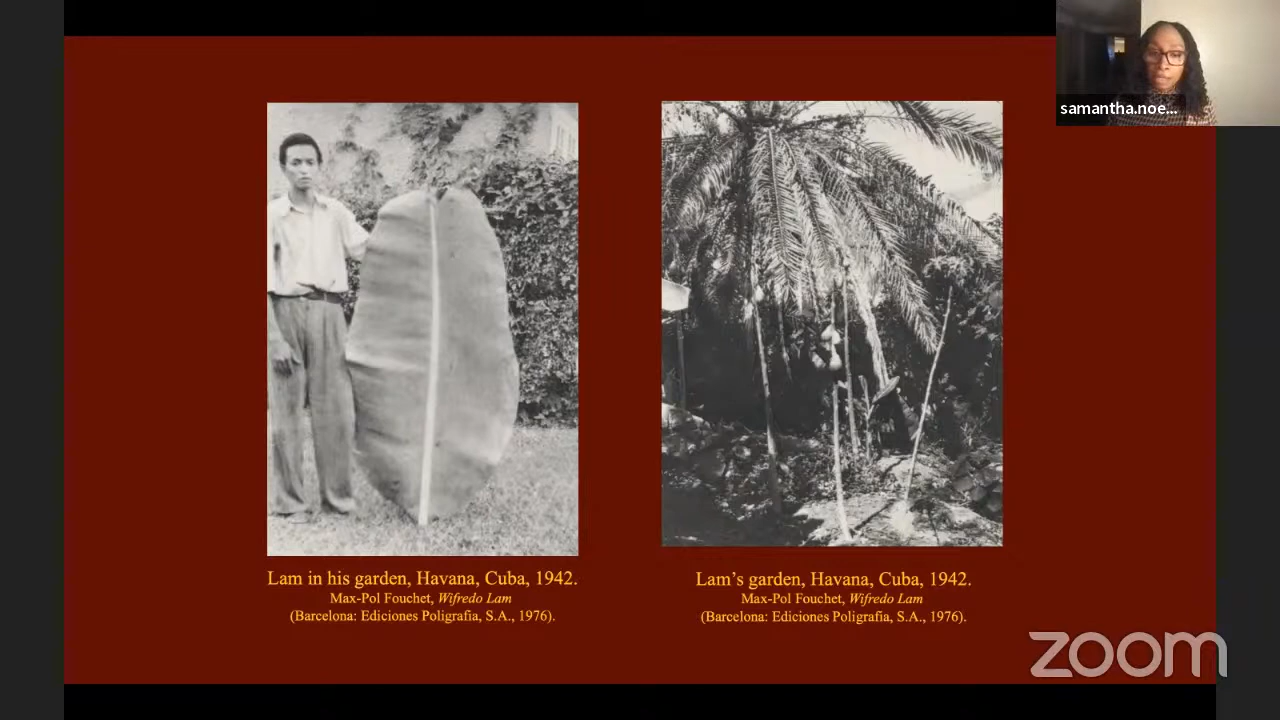 samantha.noe...
Lam in his garden, Havana, Cuba, 1942.
Max-Pol Fouchet, Wifredo Lam
(Barcelona: Ediciones Poligrafia, S.A., 1976).
Lam's garden, Havana, Cuba, 1942.
Max-Pol Fouchet, Wifredo Lam
(Barcelona: Ediciones Poligrafia, S.A., 1976).
zoom